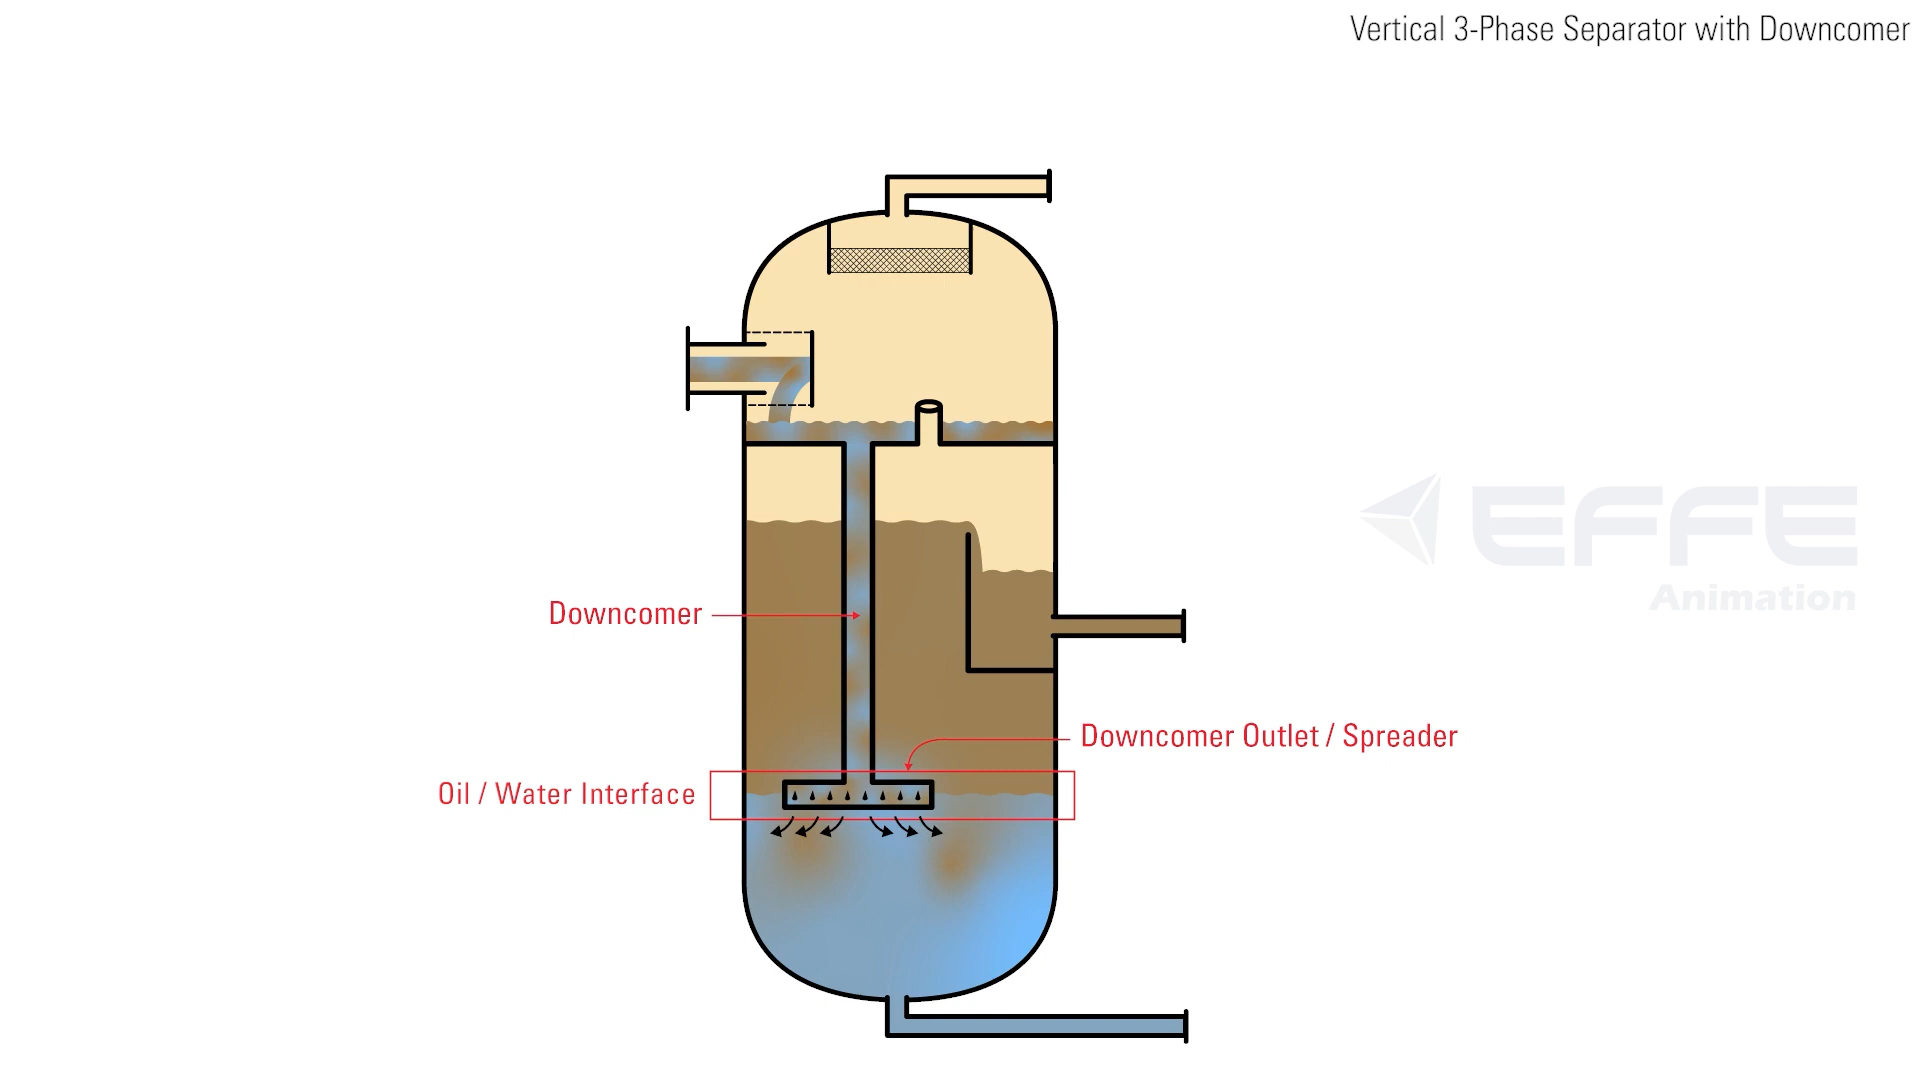 Vertical 3-Phase Separator with Downcomer
EFFE
Animation
Downcomer
Downcomer Outlet / Spreader
Oil / Water Interface